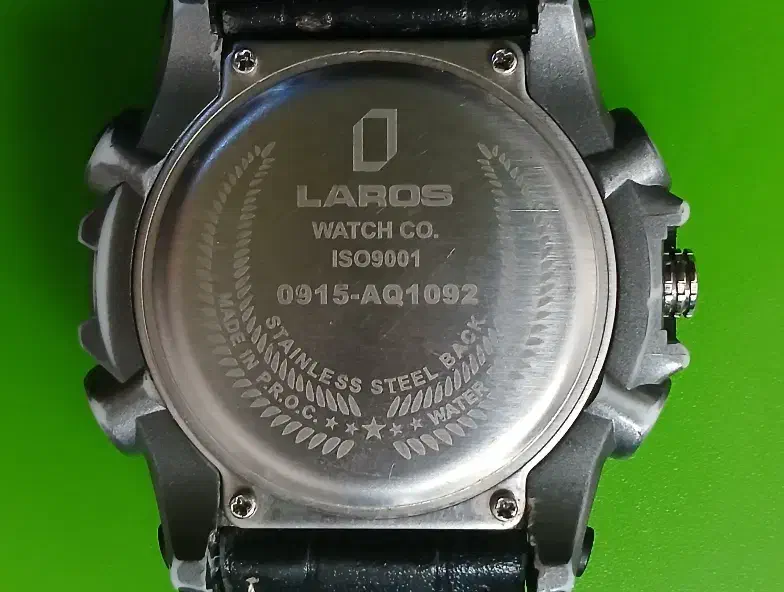 LAROS
WATCH CO.
ISO9001
0915-AQ1092
STAINLESS STEEL BACK
MADE IN P.R.O.C. ★★★★★ WATER